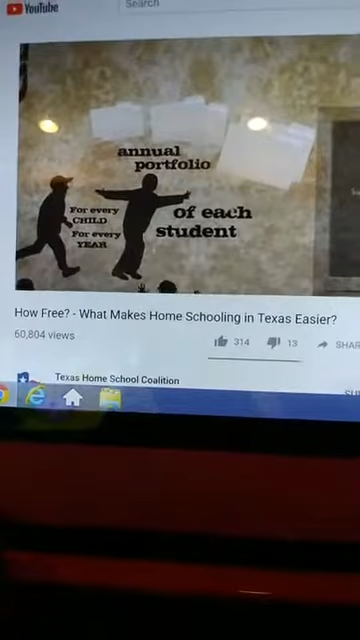 YouTube
Search
annual
portfolio
For every
CHILD
For every
YEAR
of each
student
How Free? - What Makes Home Schooling in Texas Easier?
60,804 views
314
13
SHAR
Texas Home School Coalition